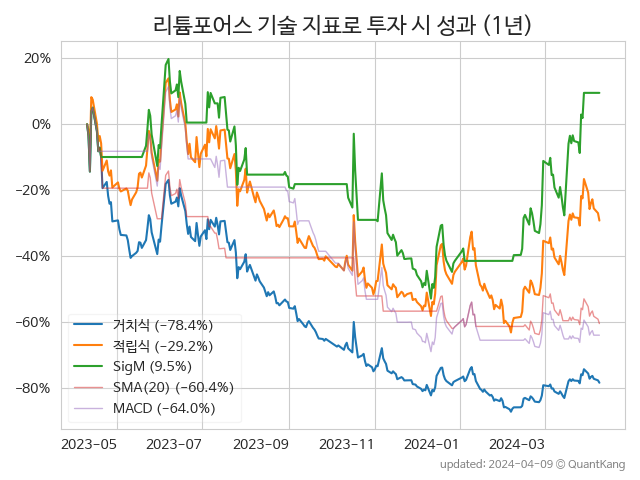 리튬포어스 기술 지표로 투자 시 성과 (1년)
20%
0%
−20%
−40%
−60%
−80%
거치식 (−78.4%)
적립식 (−29.2%)
SigM (9.5%)
SMA(20) (−60.4%)
MACD (−64.0%)
2023-05
2023-07
2023-09
2023-11
2024-01
2024-03
updated: 2024-04-09 © QuantKang